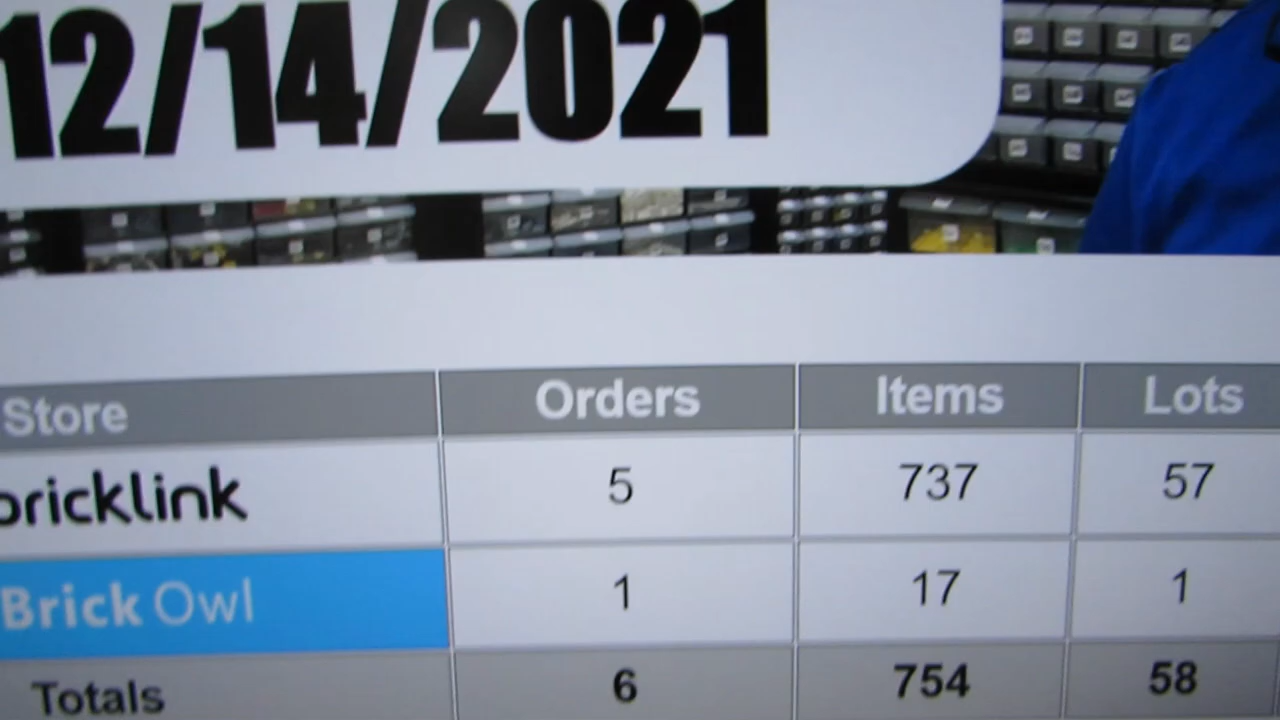 12/14/2021
Store Orders Items Lots
bricklink 5 737 57
Brick Owl 1 17 1
Totals 6 754 58